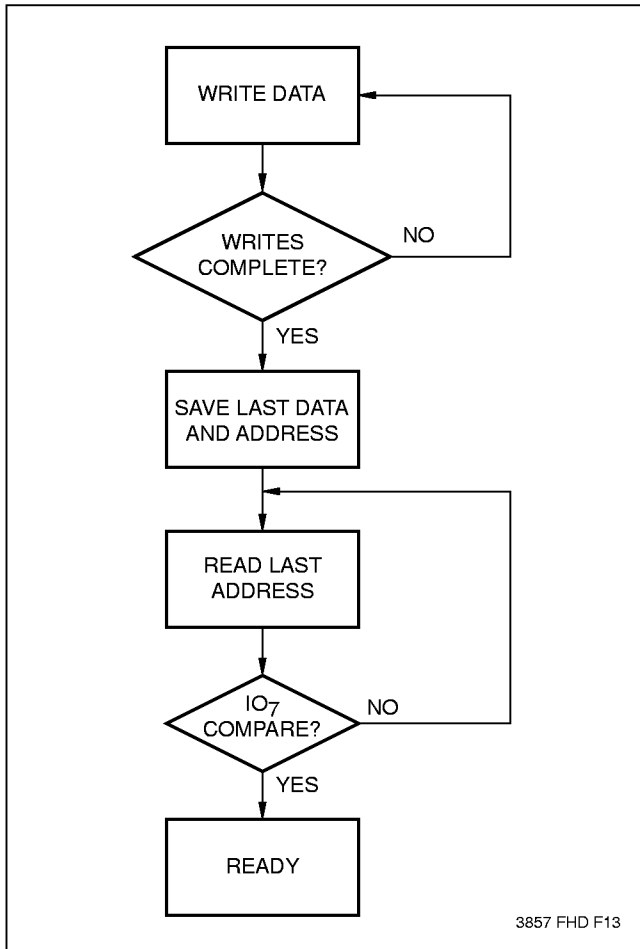 WRITE DATA
WRITES
COMPLETE?
NO
YES
SAVE LAST DATA
AND ADDRESS
READ LAST
ADDRESS
IO7
COMPARE?
NO
YES
READY
3857 FHD F13